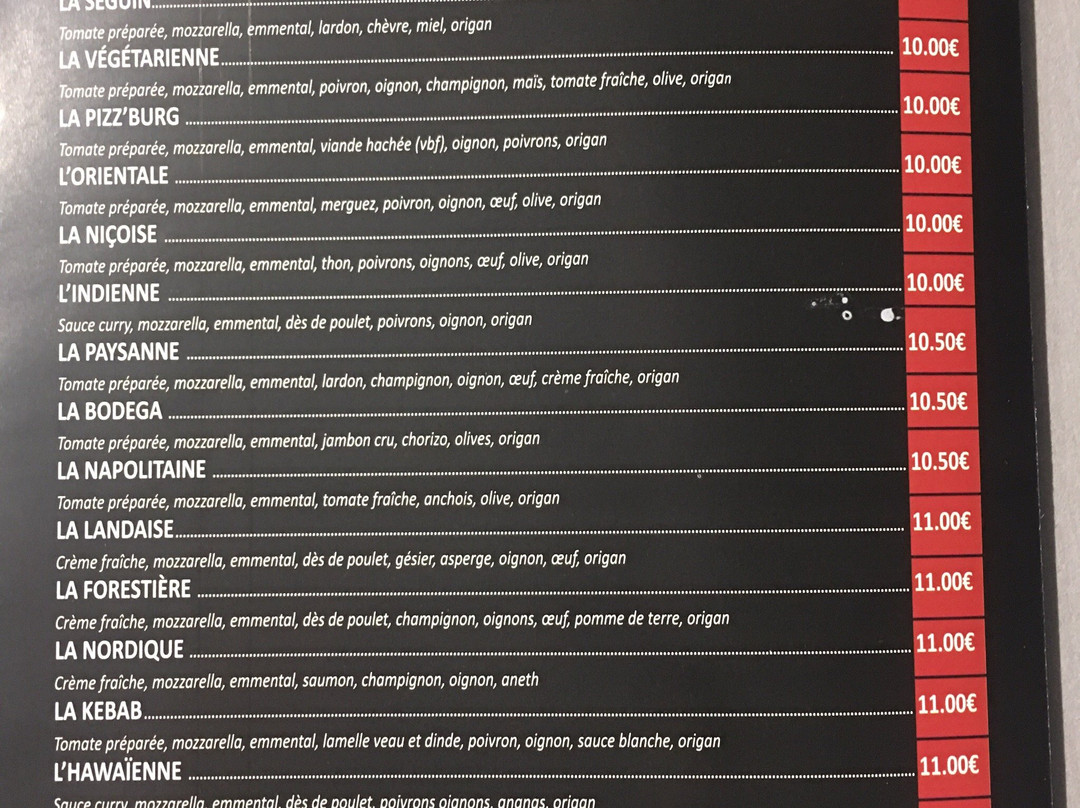 LA SEGUIN
Tomate préparée, mozzarella, emmental, lardon, chèvre, miel, origan
LA VÉGÉTARIENNE 10.00€
Tomate préparée, mozzarella, emmental, poivron, oignon, champignon, maïs, tomate fraîche, olive, origan
LA PIZZ'BURG 10.00€
Tomate préparée, mozzarella, emmental, viande hachée (vbf), oignon, poivrons, origan
L'ORIENTALE 10.00€
Tomate préparée, mozzarella, emmental, merguez, poivron, oignon, œuf, olive, origan
LA NIÇOISE 10.00€
Tomate préparée, mozzarella, emmental, thon, poivrons, oignons, œuf, olive, origan
L'INDIENNE 10.00€
Sauce curry, mozzarella, emmental, dès de poulet, poivrons, oignon, origan
LA PAYSANNE 10.50€
Tomate préparée, mozzarella, emmental, lardon, champignon, oignon, œuf, crème fraîche, origan
LA BODEGA 10.50€
Tomate préparée, mozzarella, emmental, jambon cru, chorizo, olives, origan
LA NAPOLITAINE 10.50€
Tomate préparée, mozzarella, emmental, tomate fraîche, anchois, olive, origan
LA LANDAISE 11.00€
Crème fraîche, mozzarella, emmental, dès de poulet, gésier, asperge, oignon, œuf, origan
LA FORESTIÈRE 11.00€
Crème fraîche, mozzarella, emmental, dès de poulet, champignon, oignons, œuf, pomme de terre, origan
LA NORDIQUE 11.00€
Crème fraîche, mozzarella, emmental, saumon, champignon, oignon, aneth
LA KEBAB 11.00€
Tomate préparée, mozzarella, emmental, lamelle veau et dinde, poivron, oignon, sauce blanche, origan
L'HAWAÏENNE 11.00€
Sauce curry, mozzarella, emmental, dès de poulet, poivrons oignons, ananas, origan